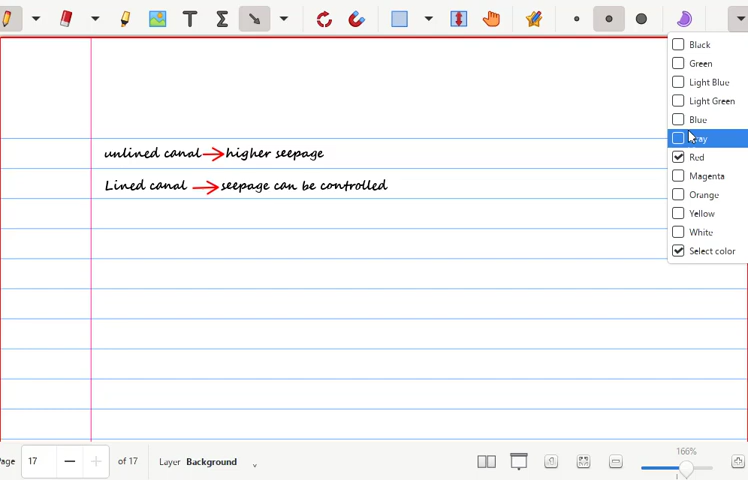 Black
Green
Light Blue
Light Green
Blue
Red
Magenta
Orange
Yellow
White
Select color
unlined canal → higher seepage
Lined canal → seepage can be controlled
Page 17 of 17 Layer Background
166%